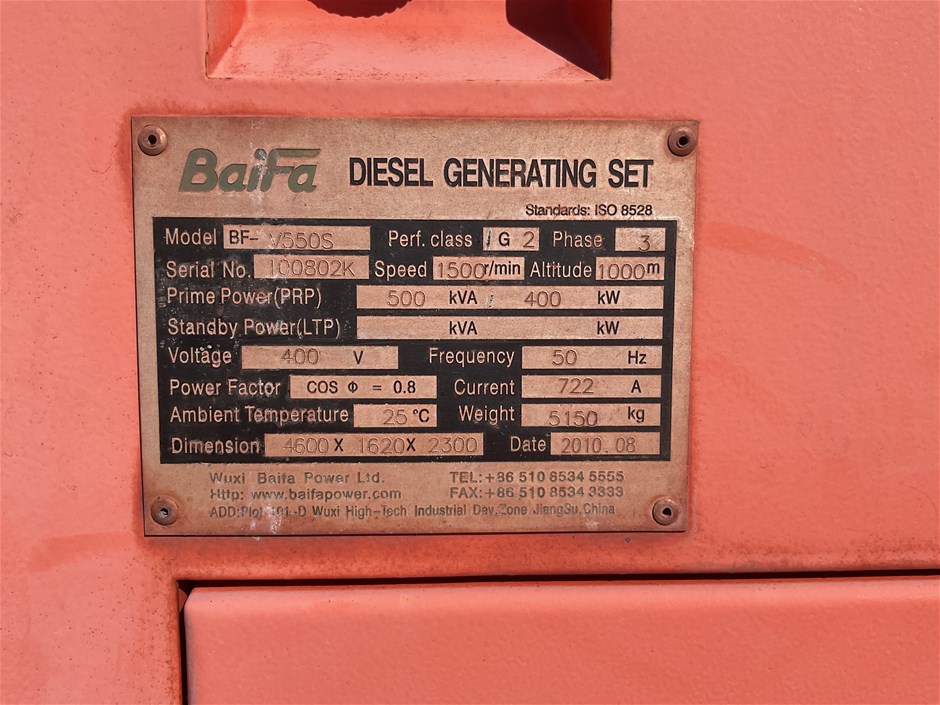 BaiFa DIESEL GENERATING SET
Standards: ISO 8528
Model BF- V550S Perf. class G 2 Phase 3
Serial No. 100802K Speed 1500r/min Altitude 1000m
Prime Power(PRP) 500 kVA 400 kW
Standby Power(LTP) kVA kW
Voltage 400 V Frequency 50 Hz
Power Factor COS Φ = 0.8 Current 722 A
Ambient Temperature 25 °C Weight 5150 kg
Dimension 4600 X 1620 X 2300 Date 2010.08
Wuxi Baifa Power Ltd. TEL:+86 510 8534 5555
Http: www.baifapower.com FAX:+86 510 8534 3333
ADD:Plot -D Wuxi High-Tech Industrial Dev.Zone JiangSu.China